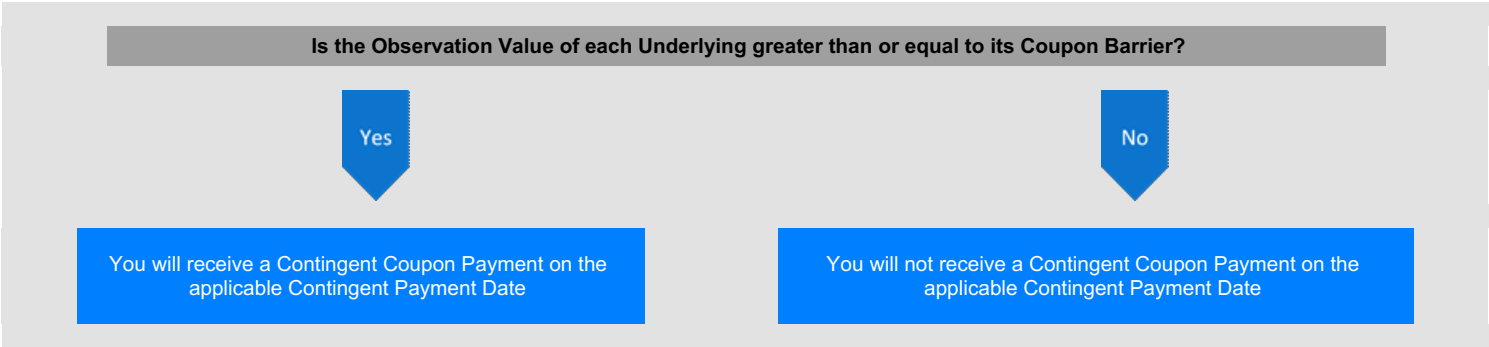 Is the Observation Value of each Underlying greater than or equal to its Coupon Barrier?
Yes
No
You will receive a Contingent Coupon Payment on the
applicable Contingent Payment Date
You will not receive a Contingent Coupon Payment on the
applicable Contingent Payment Date